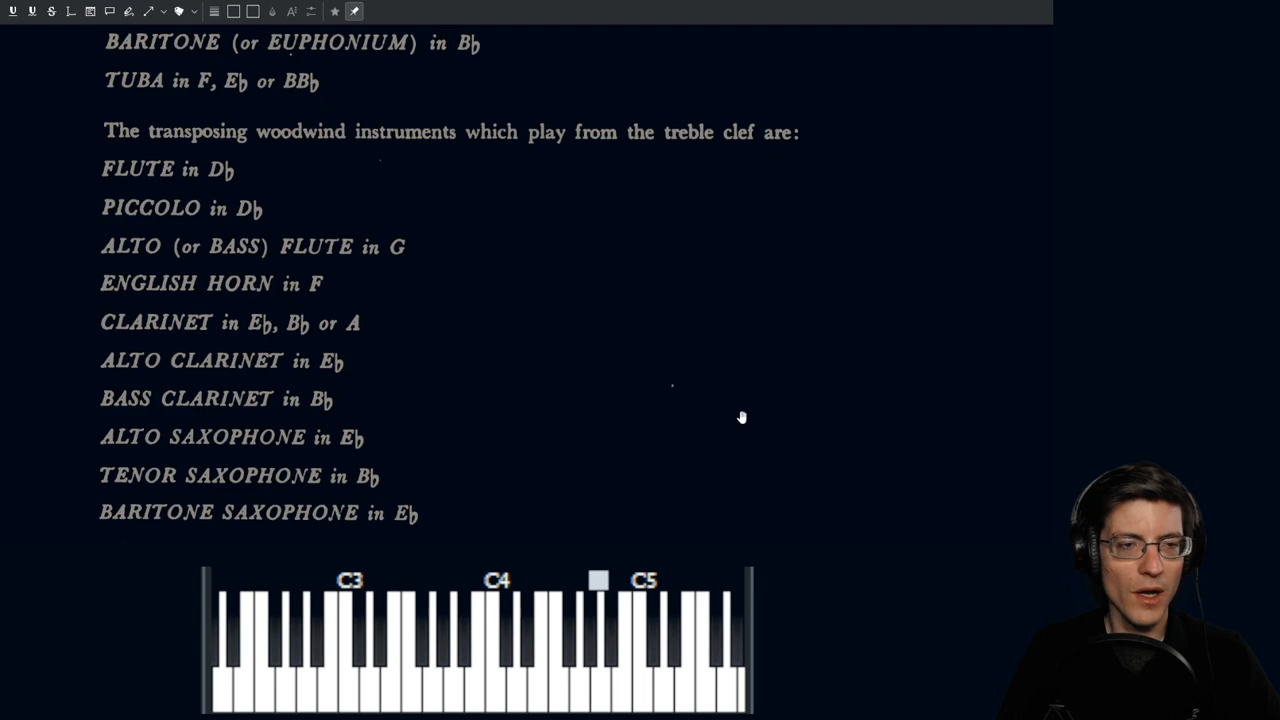 BARITONE (or EUPHONIUM) in B♭
TUBA in F, E♭ or BB♭
The transposing woodwind instruments which play from the treble clef are:
FLUTE in D♭
PICCOLO in D♭
ALTO (or BASS) FLUTE in G
ENGLISH HORN in F
CLARINET in E♭, B♭ or A
ALTO CLARINET in E♭
BASS CLARINET in B♭
ALTO SAXOPHONE in E♭
TENOR SAXOPHONE in B♭
BARITONE SAXOPHONE in E♭
C3 C4 C5